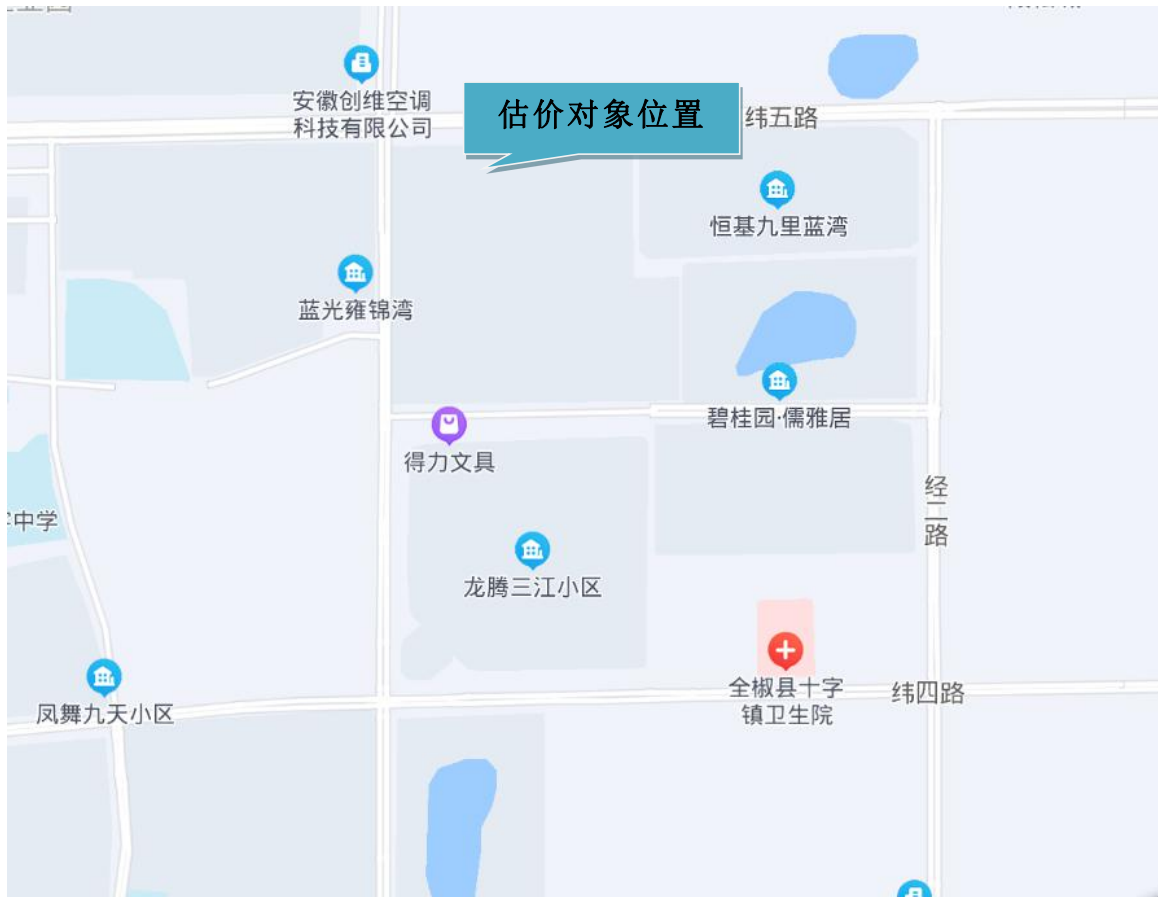 安徽创维空调
科技有限公司
估价对象位置
纬五路
恒基九里蓝湾
蓝光雍锦湾
碧桂园·儒雅居
得力文具
经二路
中学
龙腾三江小区
全椒县十字
镇卫生院
纬四路
凤舞九天小区